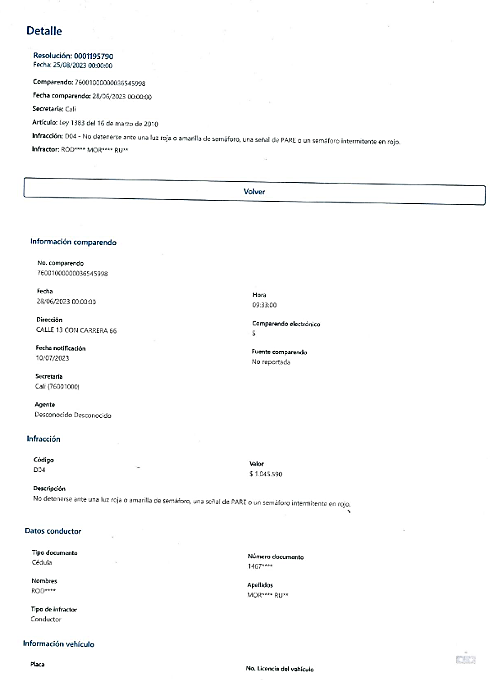 Detalle
Resolución: 0001195790
Fecha: 25/08/2023 00:00:00
Comparendo: 76001000000036545998
Fecha comparendo: 28/06/2023 00:00:00
Secretaría: Cali
Artículo: Ley 1383 del 16 de marzo de 2010
Infracción: D04 - No detenerse ante una luz roja o amarilla de semáforo, una señal de PARE o un semáforo intermitente en rojo.
Infractor: ROD**** MOR**** RU**
Volver
Información comparendo
No. comparendo
76001000000036545998
Fecha
28/06/2023 00:00:00
Hora
09:33:00
Dirección
CALLE 13 CON CARRERA 66
Comparendo electrónico
S
Fecha notificación
10/07/2023
Fuente comparendo
No reportada
Secretaría
Cali (76001000)
Agente
Desconocido Desconocido
Infracción
Código
D04
Valor
$ 1.045.590
Descripción
No detenerse ante una luz roja o amarilla de semáforo, una señal de PARE o un semáforo intermitente en rojo.
Datos conductor
Tipo documento
Cédula
Número documento
1467****
Nombres
ROD****
Apellidos
MOR**** RU**
Tipo de infractor
Conductor
Información vehículo
Placa
No. Licencia del vehículo